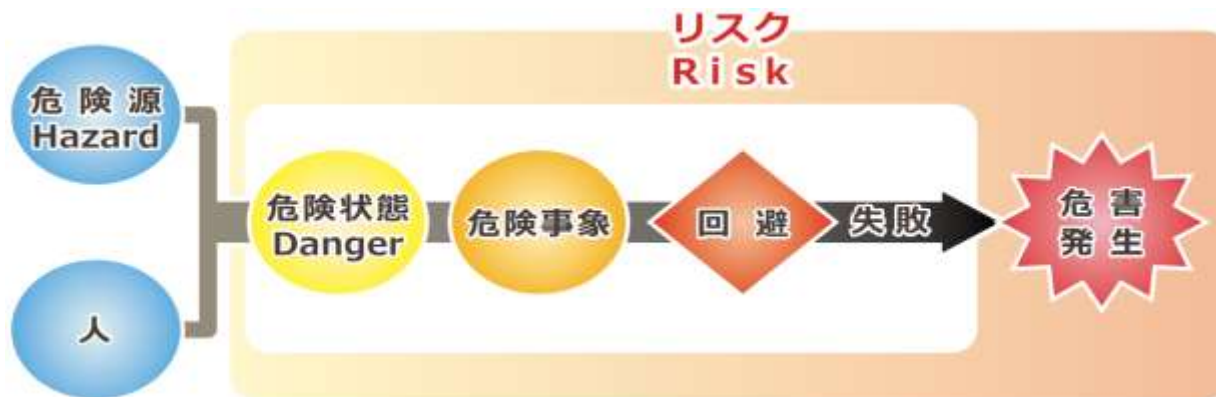 リスク
Risk
危険源
Hazard
人
危険状態
Danger
危険事象
回避
失敗
危害
発生